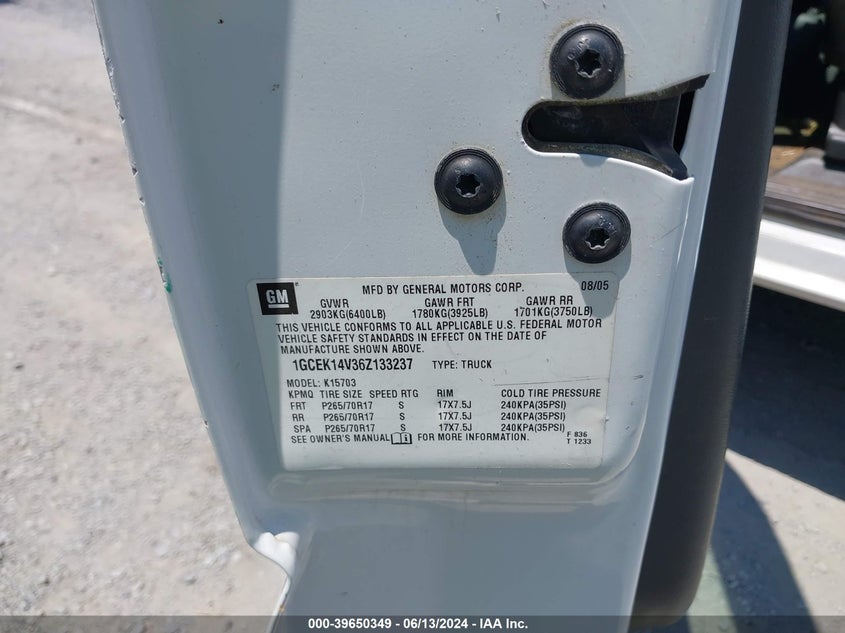 GM
MFD BY GENERAL MOTORS CORP. 08/05
GVWR GAWR FRT GAWR RR
2903KG(6400LB) 1780KG(3925LB) 1701KG(3750LB)
THIS VEHICLE CONFORMS TO ALL APPLICABLE U.S. FEDERAL MOTOR
VEHICLE SAFETY STANDARDS IN EFFECT ON THE DATE OF
MANUFACTURE SHOWN ABOVE.
1GCEK14V36Z133237 TYPE: TRUCK
MODEL: K15703
KPMQ TIRE SIZE SPEED RTG RIM COLD TIRE PRESSURE
FRT P265/70R17 S 17X7.5J 240KPA(35PSI)
RR P265/70R17 S 17X7.5J 240KPA(35PSI)
SPA P265/70R17 S 17X7.5J 240KPA(35PSI)
SEE OWNER'S MANUAL FOR MORE INFORMATION.
F 836
T 1233
000-39650349 - 06/13/2024 - IAA Inc.